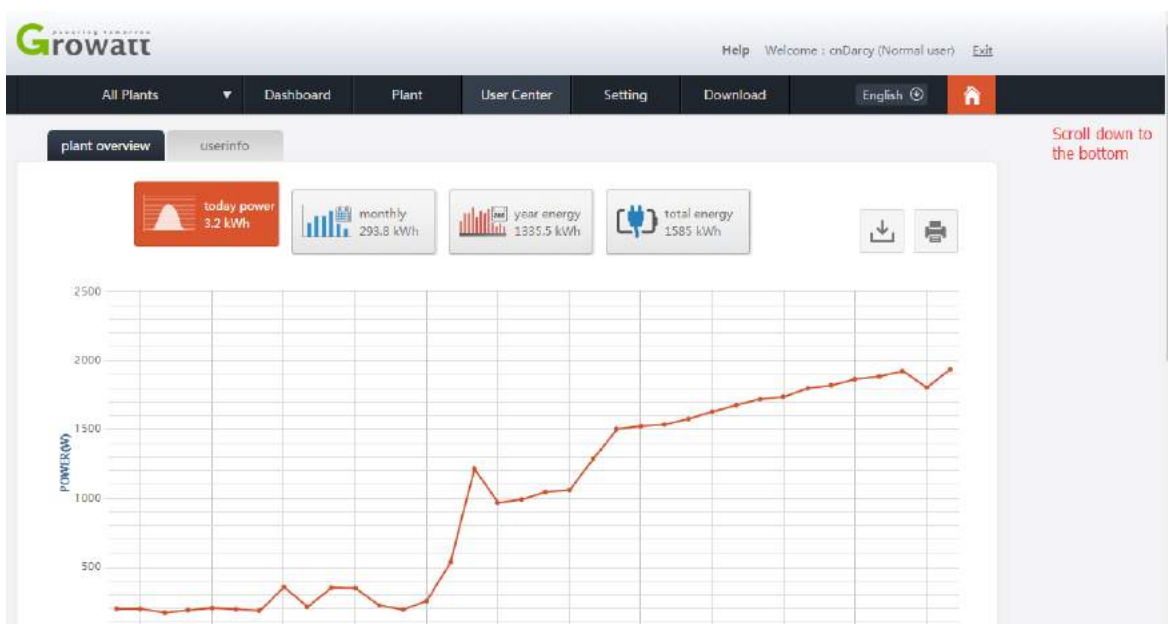 powering tomorrow
Growatt
Help Welcome : cnDarcy (Normal user) Exit
All Plants ▼ Dashboard Plant User Center Setting Download English
Scroll down to
the bottom
plant overview userinfo
today power
3.2 kWh
monthly
293.8 kWh
year energy
1335.5 kWh
total energy
1585 kWh
2500
2000
1500
1000
500
POWER(W)